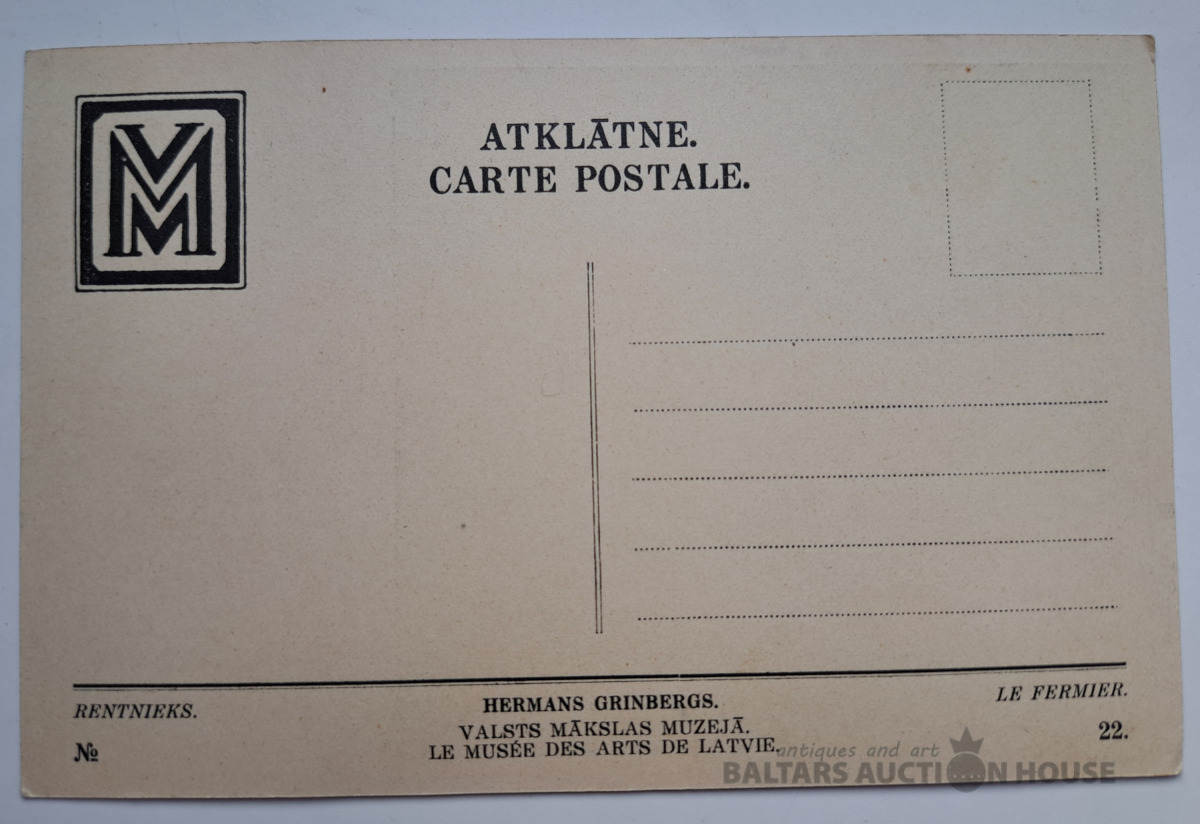 VM
ATKLĀTNE.
CARTE POSTALE.
RENTNIEKS.
HERMANS GRINBERGS.
LE FERMIER.
VALSTS MĀKSLAS MUZEJĀ.
№
LE MUSÉE DES ARTS DE LATVIE.
22.
antiques and art
BALTARS AUCTION HOUSE